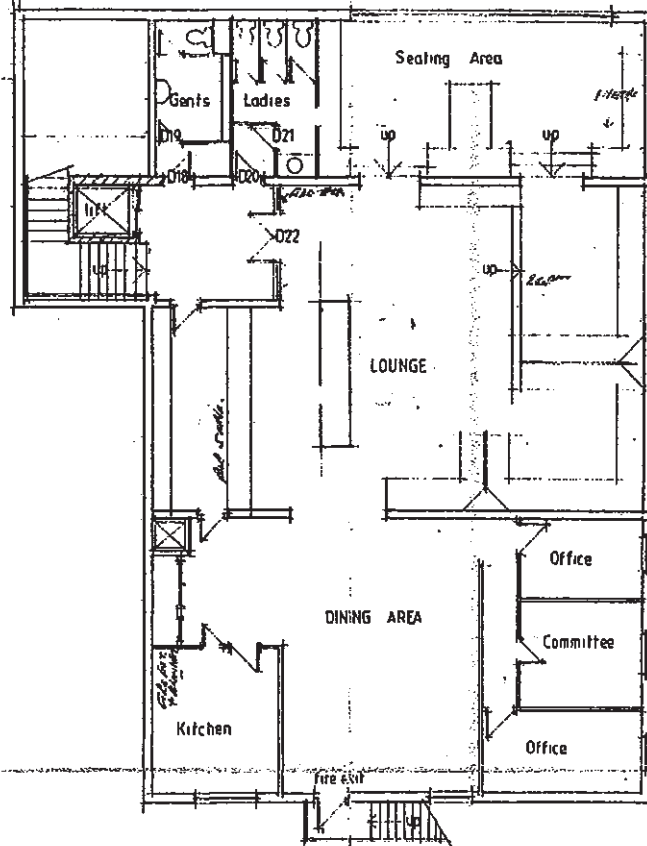 Seating Area
Gents
Ladies
D19
D21
up
up
D18
D20
lift
D22
up
up
LOUNGE
Office
DINING AREA
Committee
Kitchen
Office
fire exit
up